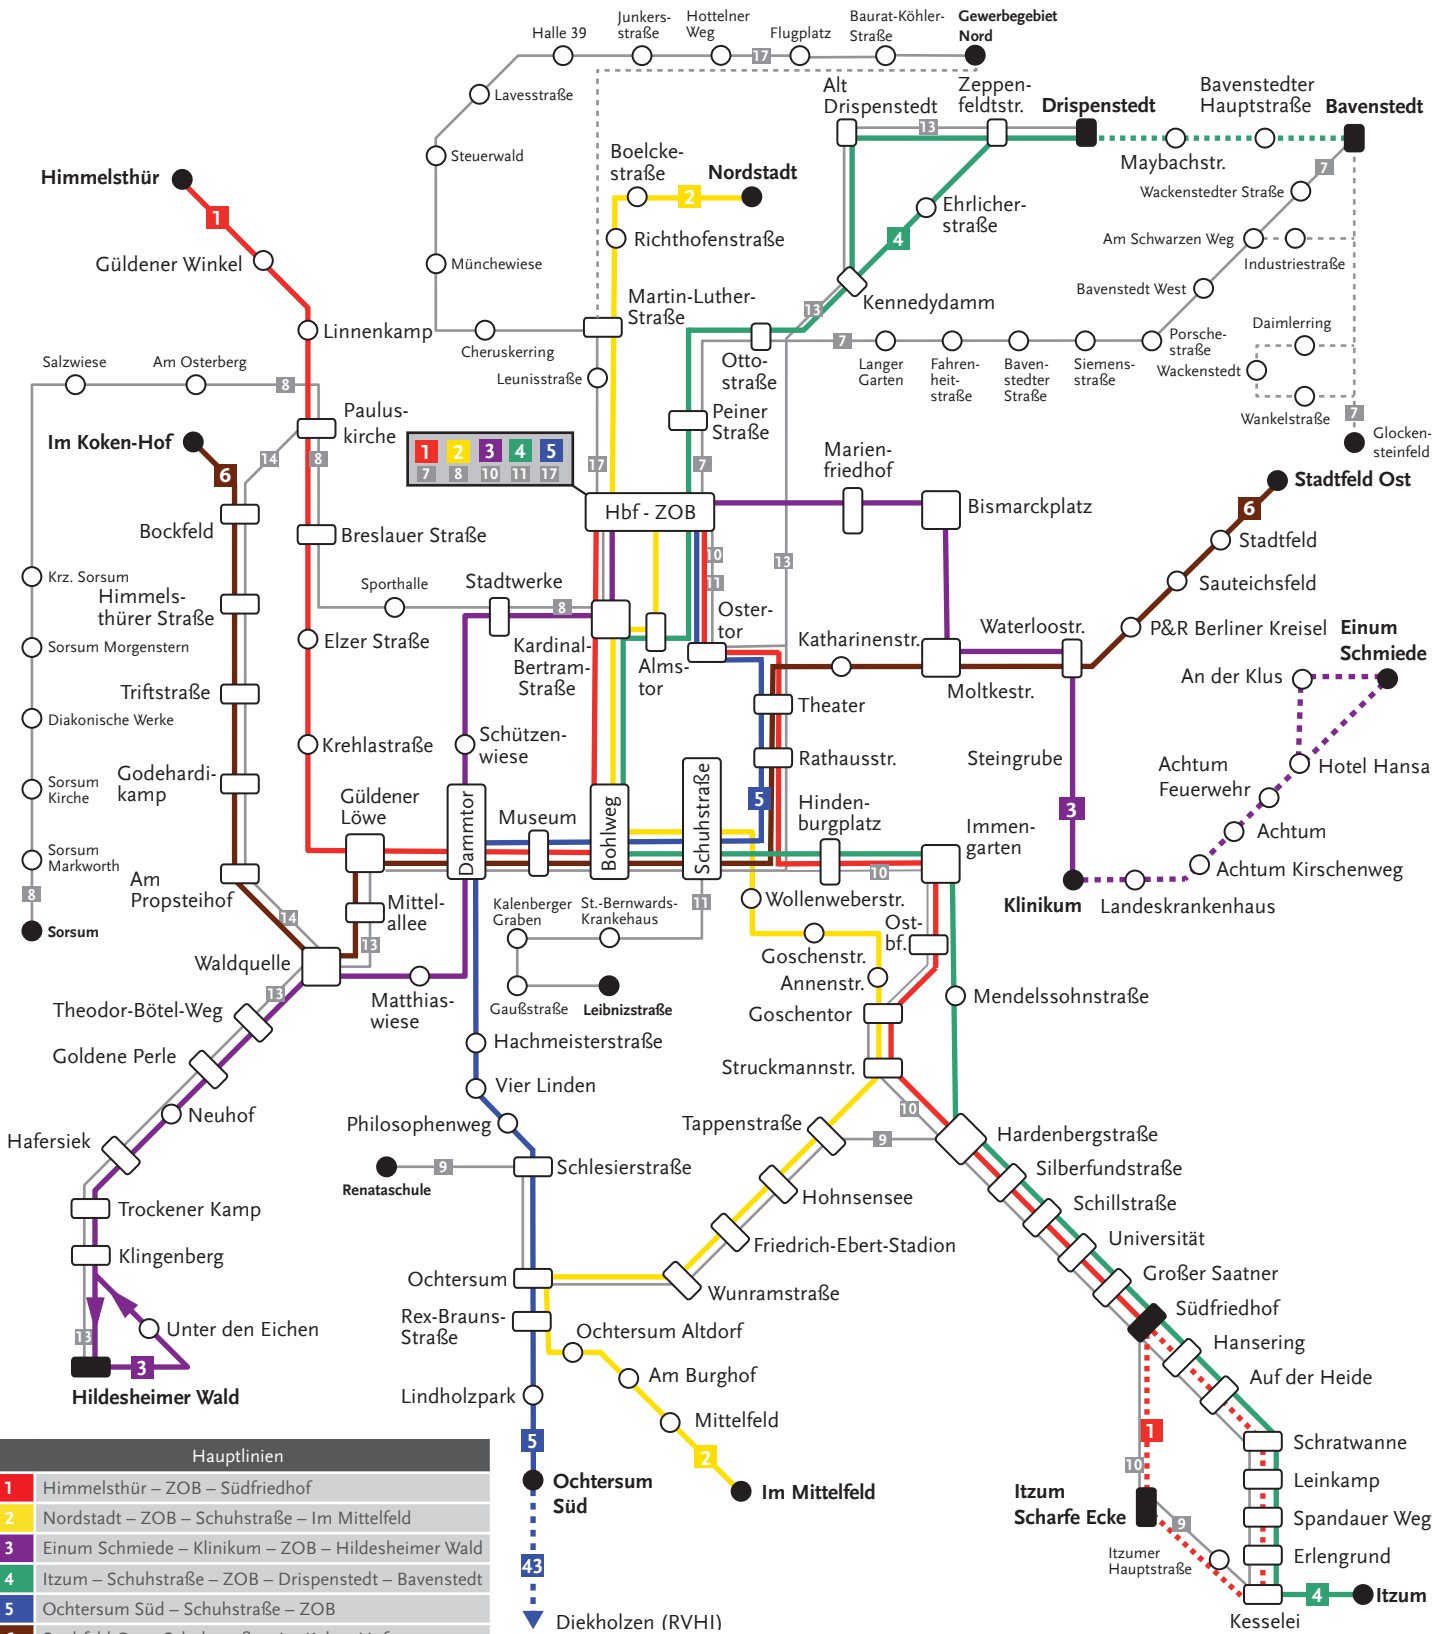 Halle 39
Junkers-
straße
Hottelner
Weg
17
Flugplatz
Baurat-Köhler-
Straße
Gewerbegebiet
Nord
Lavesstraße
Steuerwald
Münchewiese
Cheruskerring
Leunisstraße
Alt
Drispenstedt
13
Zeppen-
feldtstr.
Drispenstedt
Maybachstr.
Bavenstedter
Hauptstraße
Bavenstedt
7
Wackenstedter Straße
Am Schwarzen Weg
Industriestraße
Bavenstedt West
Daimlerring
Wackenstedt
Wankelstraße
7
Glocken-
steinfeld
Porsche-
straße
Siemens-
straße
Baven-
stedter
Straße
Fahren-
heit-
straße
Langer
Garten
7
Boelcke-
straße
2
Nordstadt
Richthofenstraße
Martin-Luther-
Straße
Ehrlicher-
straße
4
Kennedydamm
13
Otto-
straße
Peiner
Straße
7
17
Himmelsthür
1
Güldener Winkel
Linnenkamp
Salzwiese
Am Osterberg
8
Paulus-
kirche
14
8
Im Koken-Hof
6
Bockfeld
Breslauer Straße
1
2
3
4
5
7
8
10
11
17
Hbf - ZOB
Marien-
friedhof
Bismarckplatz
Stadtfeld Ost
6
Stadtfeld
Sauteichsfeld
P&R Berliner Kreisel
Einum
Schmiede
Krz. Sorsum
Himmels-
thürer Straße
Sporthalle
Stadtwerke
8
10
11
13
Oster-
tor
Katharinenstr.
Waterloostr.
Elzer Straße
Sorsum Morgenstern
Kardinal-
Bertram-
Straße
Alms-
tor
Moltkestr.
An der Klus
Triftstraße
Theater
Diakonische Werke
Krehlastraße
Schützen-
wiese
Rathausstr.
Steingrube
Hotel Hansa
Godehardi-
kamp
Sorsum
Kirche
Güldener
Löwe
Dammtor
Museum
Bohlweg
Schuhstraße
5
Hinden-
burgplatz
Immen-
garten
3
Achtum
Feuerwehr
Achtum
Achtum Kirschenweg
Sorsum
Markworth
8
Sorsum
Am
Propsteihof
14
Mittel-
allee
13
10
Klinikum
Landeskrankenhaus
Kalenberger
Graben
St.-Bernwards-
Krankehaus
11
Wollenweberstr.
Ost-
bf.
Goschenstr.
Annenstr.
Waldquelle
13
Matthias-
wiese
Gaußstraße
Leibnizstraße
Mendelssohnstraße
Theodor-Bötel-Weg
Goschentor
Hachmeisterstraße
Goldene Perle
Vier Linden
Struckmannstr.
10
Neuhof
Philosophenweg
Tappenstraße
9
Hardenbergstraße
Hafersiek
Renataschule
9
Schlesierstraße
Silberfundstraße
Hohnsensee
Schillstraße
Trockener Kamp
Universität
Friedrich-Ebert-Stadion
Klingenberg
Ochtersum
Wunramstraße
Großer Saatner
Südfriedhof
Rex-Brauns-
Straße
Ochtersum Altdorf
Hansering
Unter den Eichen
13
3
Hildesheimer Wald
Am Burghof
Auf der Heide
Lindholzpark
Mittelfeld
1
10
Schratwanne
5
2
Leinkamp
Ochtersum
Süd
Im Mittelfeld
Itzum
Scharfe Ecke
9
Spandauer Weg
Itzumer
Hauptstraße
Erlengrund
43
4
Itzum
Kesselei
Diekholzen (RVHI)
Hauptlinien
1 Himmelsthür – ZOB – Südfriedhof
2 Nordstadt – ZOB – Schuhstraße – Im Mittelfeld
3 Einum Schmiede – Klinikum – ZOB – Hildesheimer Wald
4 Itzum – Schuhstraße – ZOB – Drispenstedt – Bavenstedt
5 Ochtersum Süd – Schuhstraße – ZOB